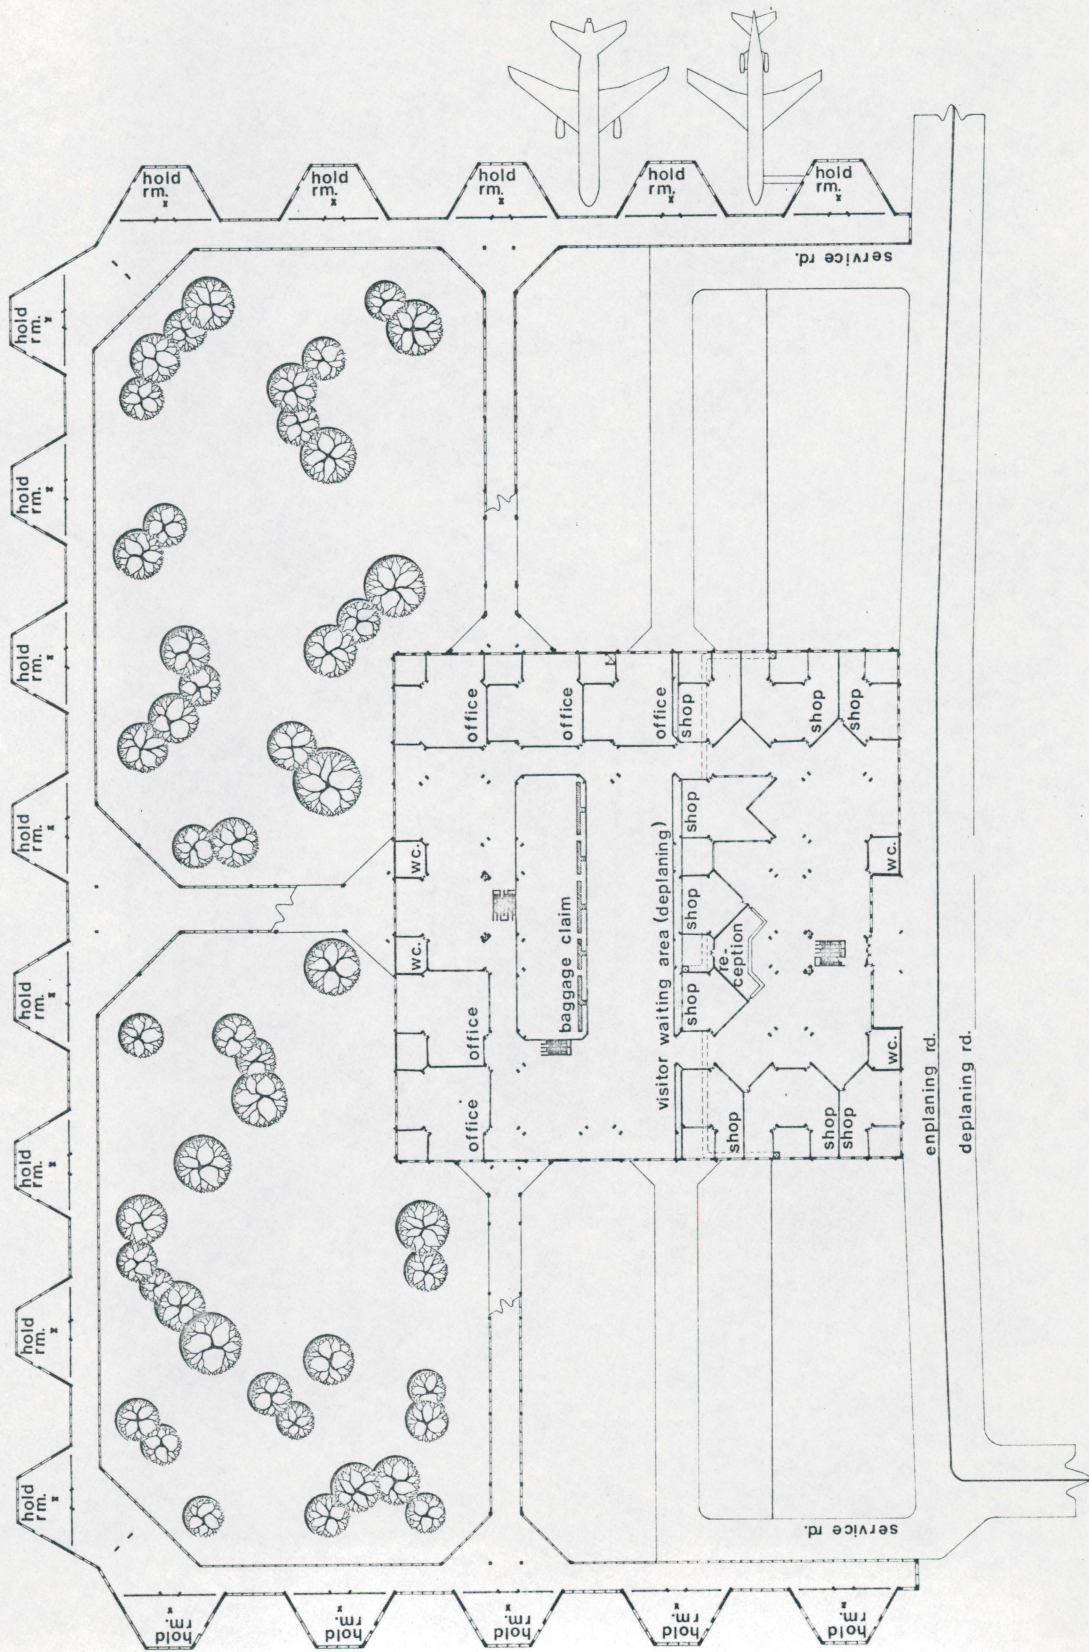 hold
rm.
hold
rm.
hold
rm.
hold
rm.
hold
rm.
hold
rm.
hold
rm.
hold
rm.
hold
rm.
hold
rm.
hold
rm.
hold
rm.
hold
rm.
service rd.
office
office
office
shop
shop
shop
wc.
wc.
office
office
baggage claim
visitor waiting area (deplaning)
shop
shop
shop
re-
ception
wc.
wc.
shop
shop
shop
enplaning rd.
deplaning rd.
service rd.
hold
rm.
hold
rm.
hold
rm.
hold
rm.
hold
rm.